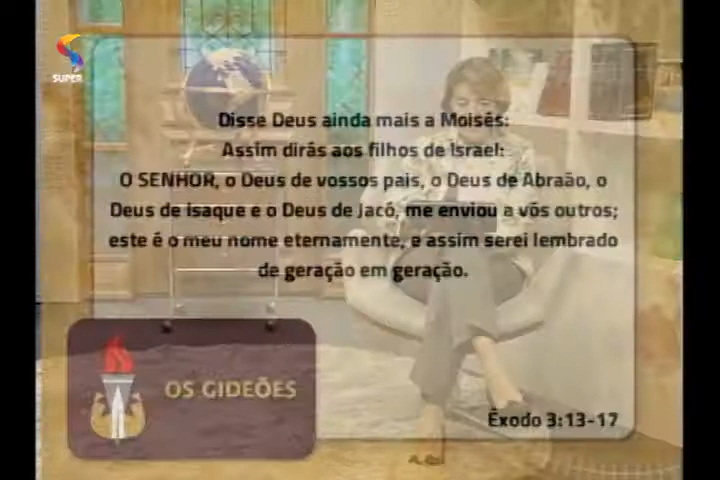 SUPER
Disse Deus ainda mais a Moisés:
Assim dirás aos filhos de Israel:
O SENHOR, o Deus de vossos pais, o Deus de Abraão, o
Deus de Isaque e o Deus de Jacó, me enviou a vós outros;
este é o meu nome eternamente, e assim serei lembrado
de geração em geração.
OS GIDEÕES
Êxodo 3:13-17